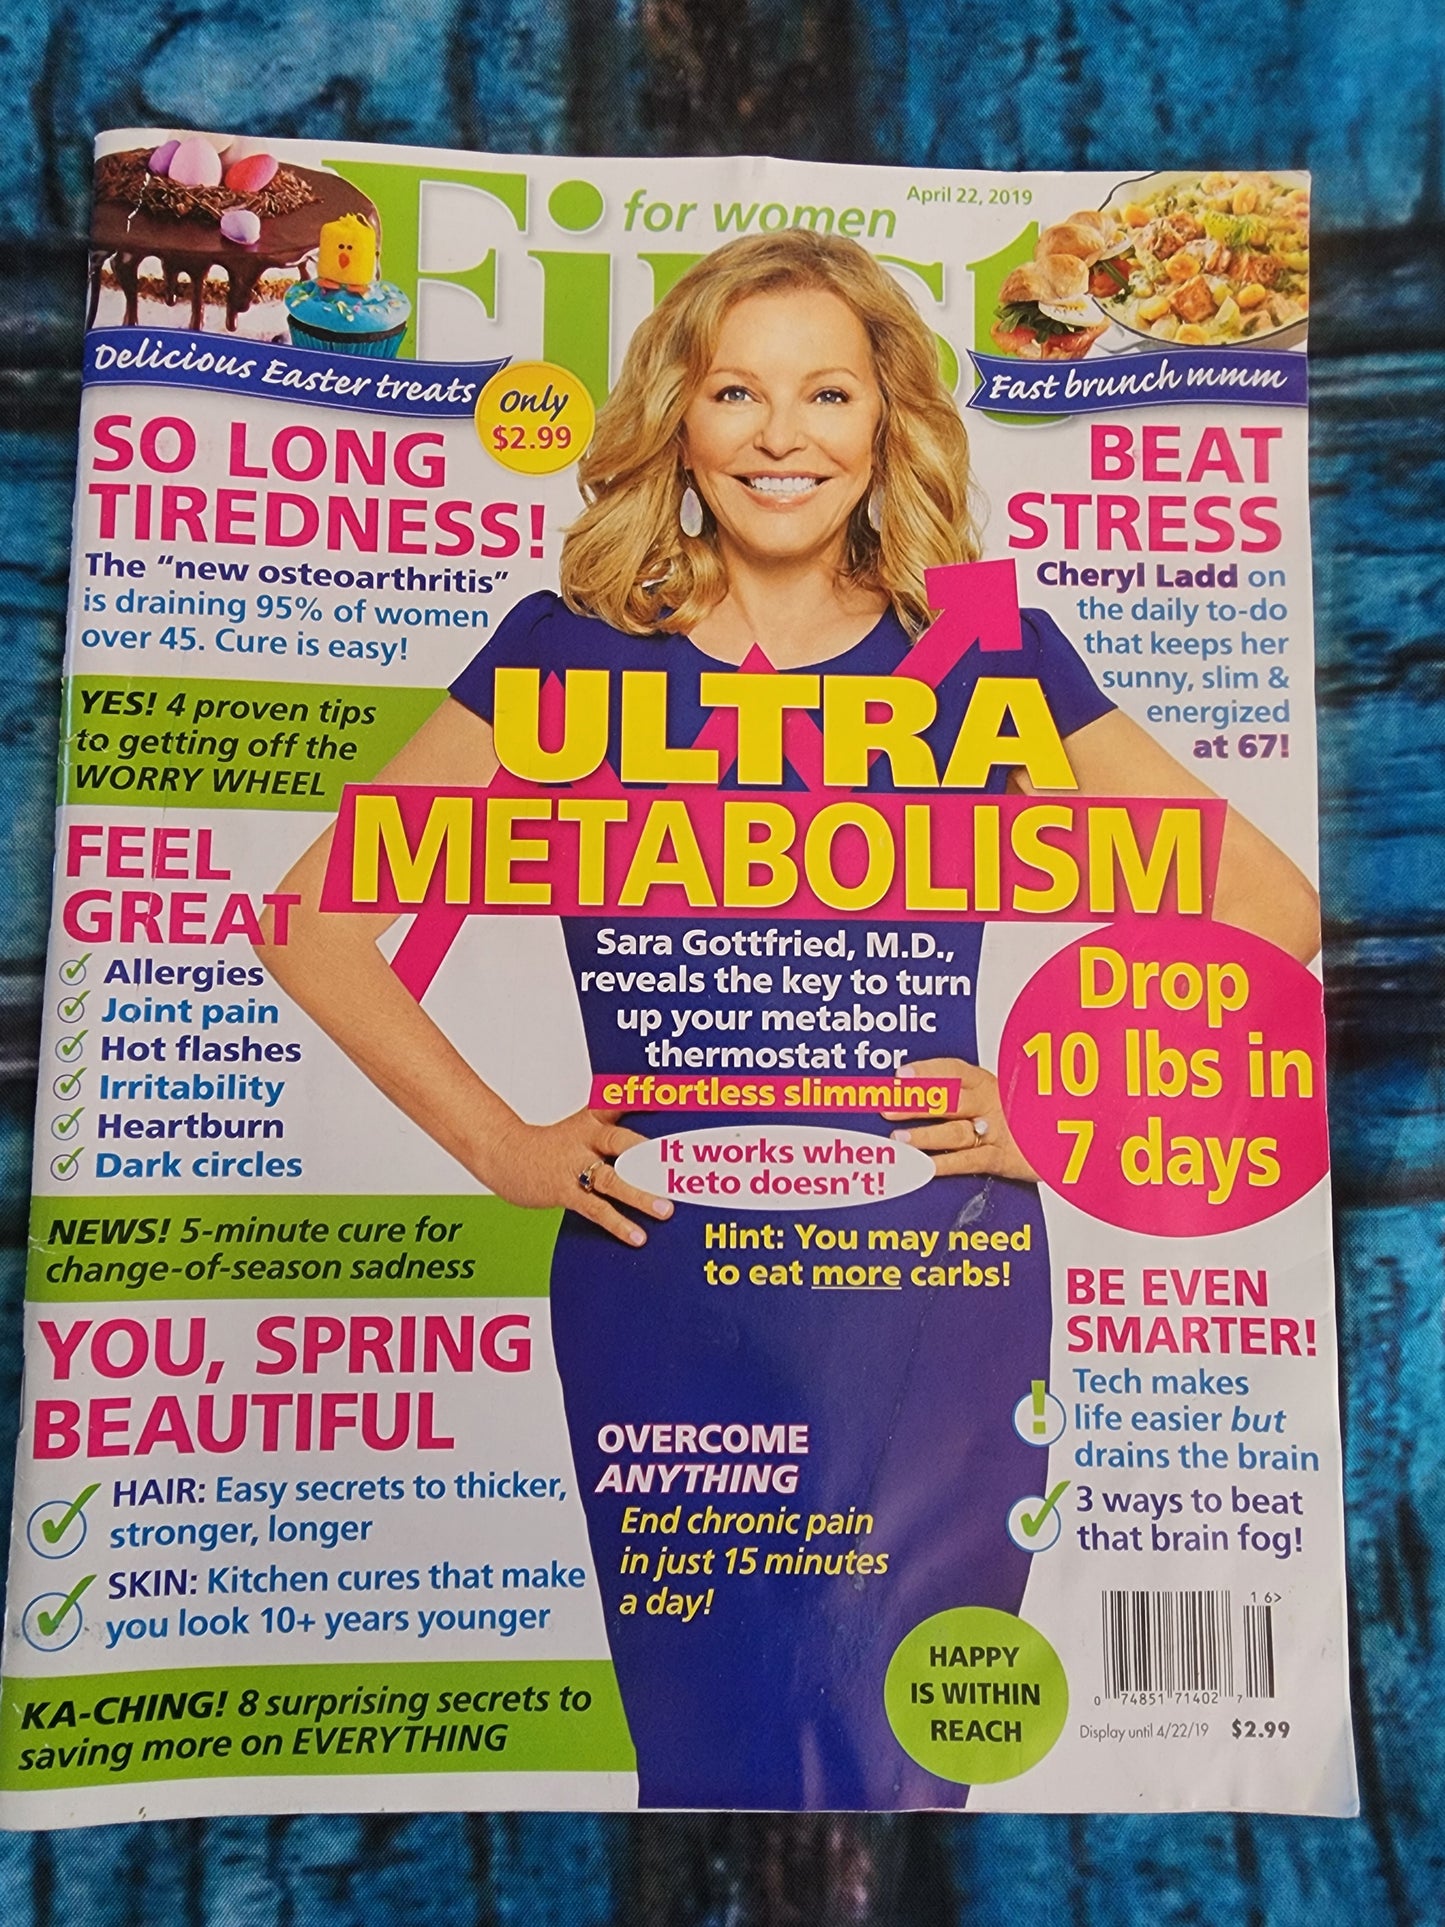 First
for women
April 22, 2019
Delicious Easter treats
Only
$2.99
Fast brunch mmm
SO LONG
TIREDNESS!
The “new osteoarthritis”
is draining 95% of women
over 45. Cure is easy!
YES! 4 proven tips
to getting off the
WORRY WHEEL
FEEL
GREAT
Allergies
Joint pain
Hot flashes
Irritability
Heartburn
Dark circles
NEWS! 5-minute cure for
change-of-season sadness
YOU, SPRING
BEAUTIFUL
HAIR: Easy secrets to thicker,
stronger, longer
SKIN: Kitchen cures that make
you look 10+ years younger
KA-CHING! 8 surprising secrets to
saving more on EVERYTHING
BEAT
STRESS
Cheryl Ladd on
the daily to-do
that keeps her
sunny, slim &
energized
at 67!
ULTRA
METABOLISM
Sara Gottfried, M.D.,
reveals the key to turn
up your metabolic
thermostat for
effortless slimming
It works when
keto doesn’t!
Hint: You may need
to eat more carbs!
Drop
10 lbs in
7 days
OVERCOME
ANYTHING
End chronic pain
in just 15 minutes
a day!
BE EVEN
SMARTER!
Tech makes
life easier but
drains the brain
3 ways to beat
that brain fog!
HAPPY
IS WITHIN
REACH
16>
0 74851 71402 7
Display until 4/22/19 $2.99